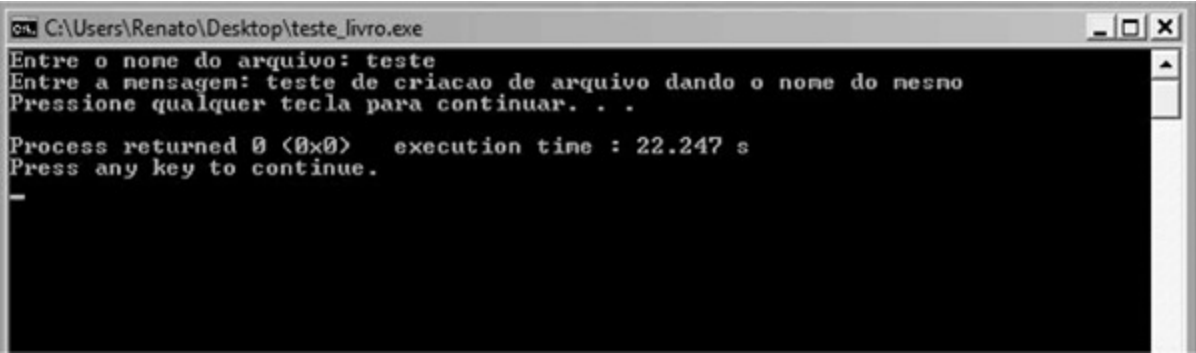 C:\Users\Renato\Desktop\teste_livro.exe
Entre o nome do arquivo: teste
Entre a mensagem: teste de criacao de arquivo dando o nome do mesmo
Pressione qualquer tecla para continuar. . .
Process returned 0 (0x0)   execution time : 22.247 s
Press any key to continue.